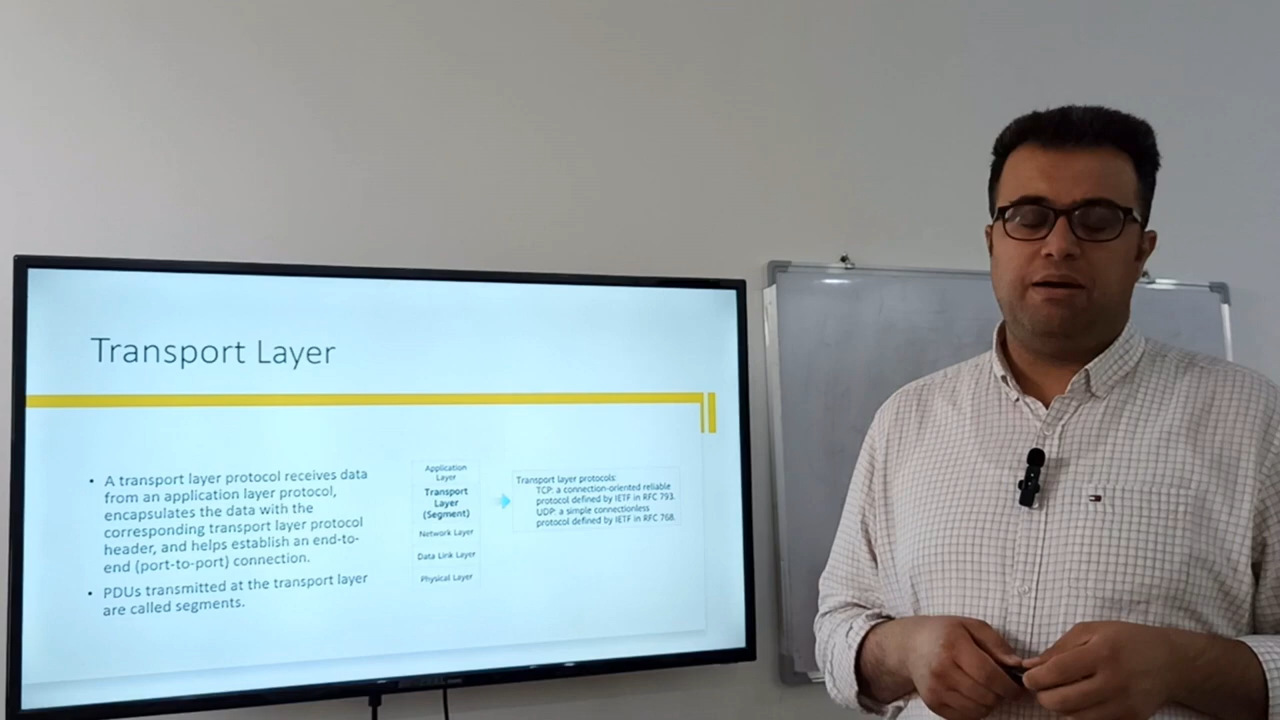 Transport Layer
• A transport layer protocol receives data
from an application layer protocol,
encapsulates the data with the
corresponding transport layer protocol
header, and helps establish an end-to-
end (port-to-port) connection.
• PDUs transmitted at the transport layer
are called segments.
Application
Layer
Transport
Layer
(Segment)
Network Layer
Data Link Layer
Physical Layer
Transport layer protocols:
TCP: a connection-oriented reliable
protocol defined by IETF in RFC 793.
UDP: a simple connectionless
protocol defined by IETF in RFC 768.